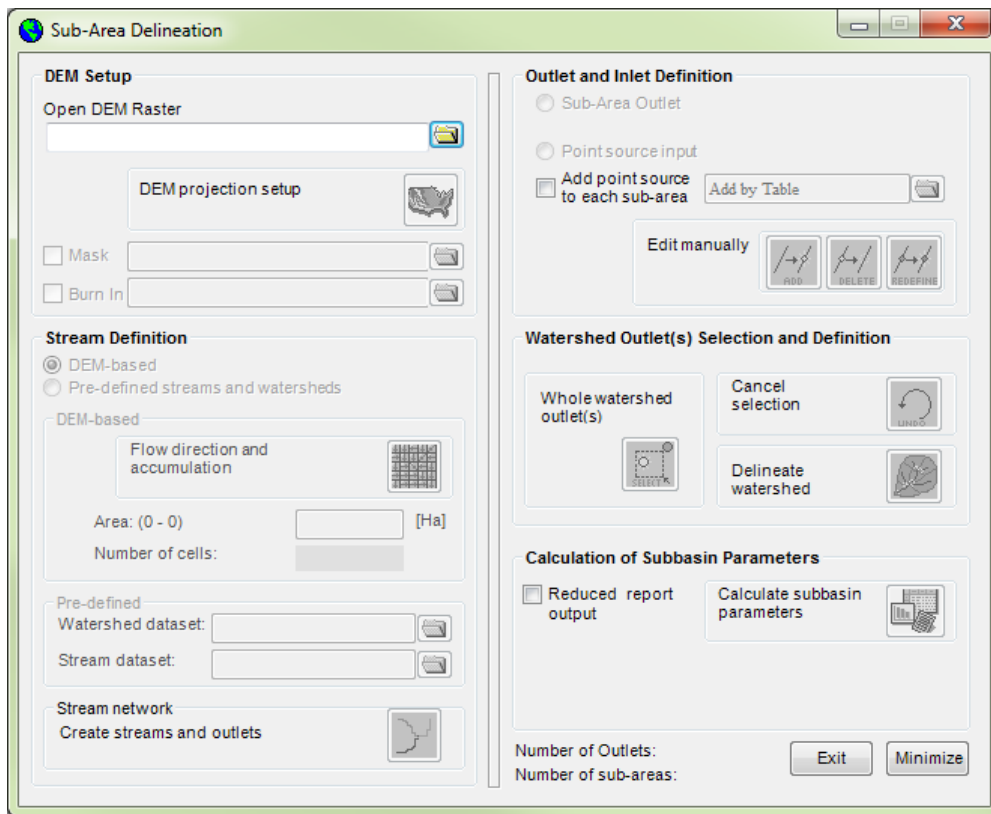 Sub-Area Delineation
DEM Setup
Open DEM Raster
DEM projection setup
Mask
Burn In
Stream Definition
DEM-based
Pre-defined streams and watersheds
DEM-based
Flow direction and
accumulation
Area: (0 - 0)
[Ha]
Number of cells:
Pre-defined
Watershed dataset:
Stream dataset:
Stream network
Create streams and outlets
Outlet and Inlet Definition
Sub-Area Outlet
Point source input
Add point source
to each sub-area
Add by Table
Edit manually
ADD
DELETE
REDEFINE
Watershed Outlet(s) Selection and Definition
Whole watershed
outlet(s)
SELECT
Cancel
selection
UNDO
Delineate
watershed
Calculation of Subbasin Parameters
Reduced report
output
Calculate subbasin
parameters
Number of Outlets:
Number of sub-areas:
Exit
Minimize